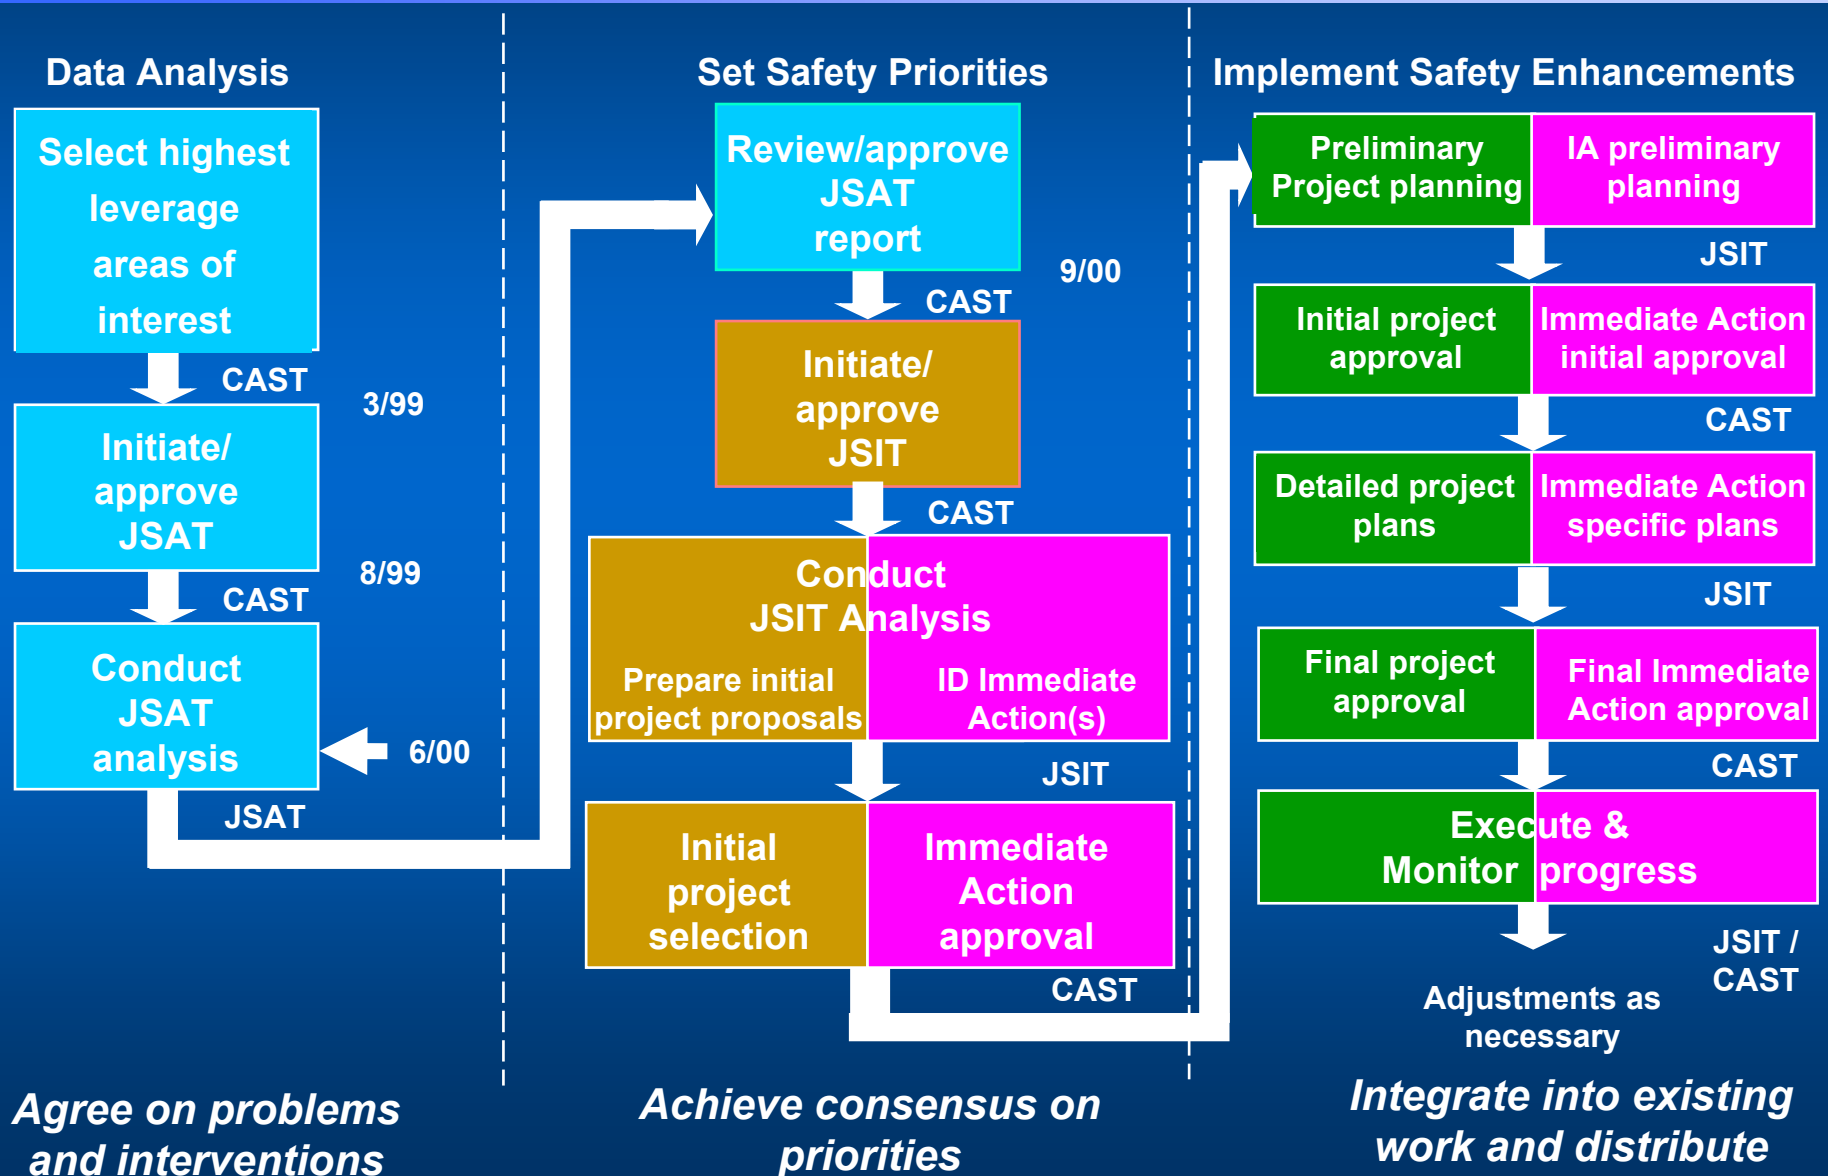 Data Analysis
Select highest
leverage
areas of
interest
CAST
3/99
Initiate/
approve
JSAT
8/99
CAST
Conduct
JSAT
analysis
6/00
JSAT
Agree on problems
and interventions
Set Safety Priorities
Review/approve
JSAT
report
9/00
CAST
Initiate/
approve
JSIT
CAST
Conduct
JSIT Analysis
Prepare initial
project proposals
ID Immediate
Action(s)
JSIT
Initial
project
selection
Immediate
Action
approval
CAST
Achieve consensus on
priorities
Implement Safety Enhancements
Preliminary
Project planning
IA preliminary
planning
JSIT
Initial project
approval
Immediate Action
initial approval
CAST
Detailed project
plans
Immediate Action
specific plans
JSIT
Final project
approval
Final Immediate
Action approval
CAST
Execute &
Monitor progress
JSIT /
CAST
Adjustments as
necessary
Integrate into existing
work and distribute